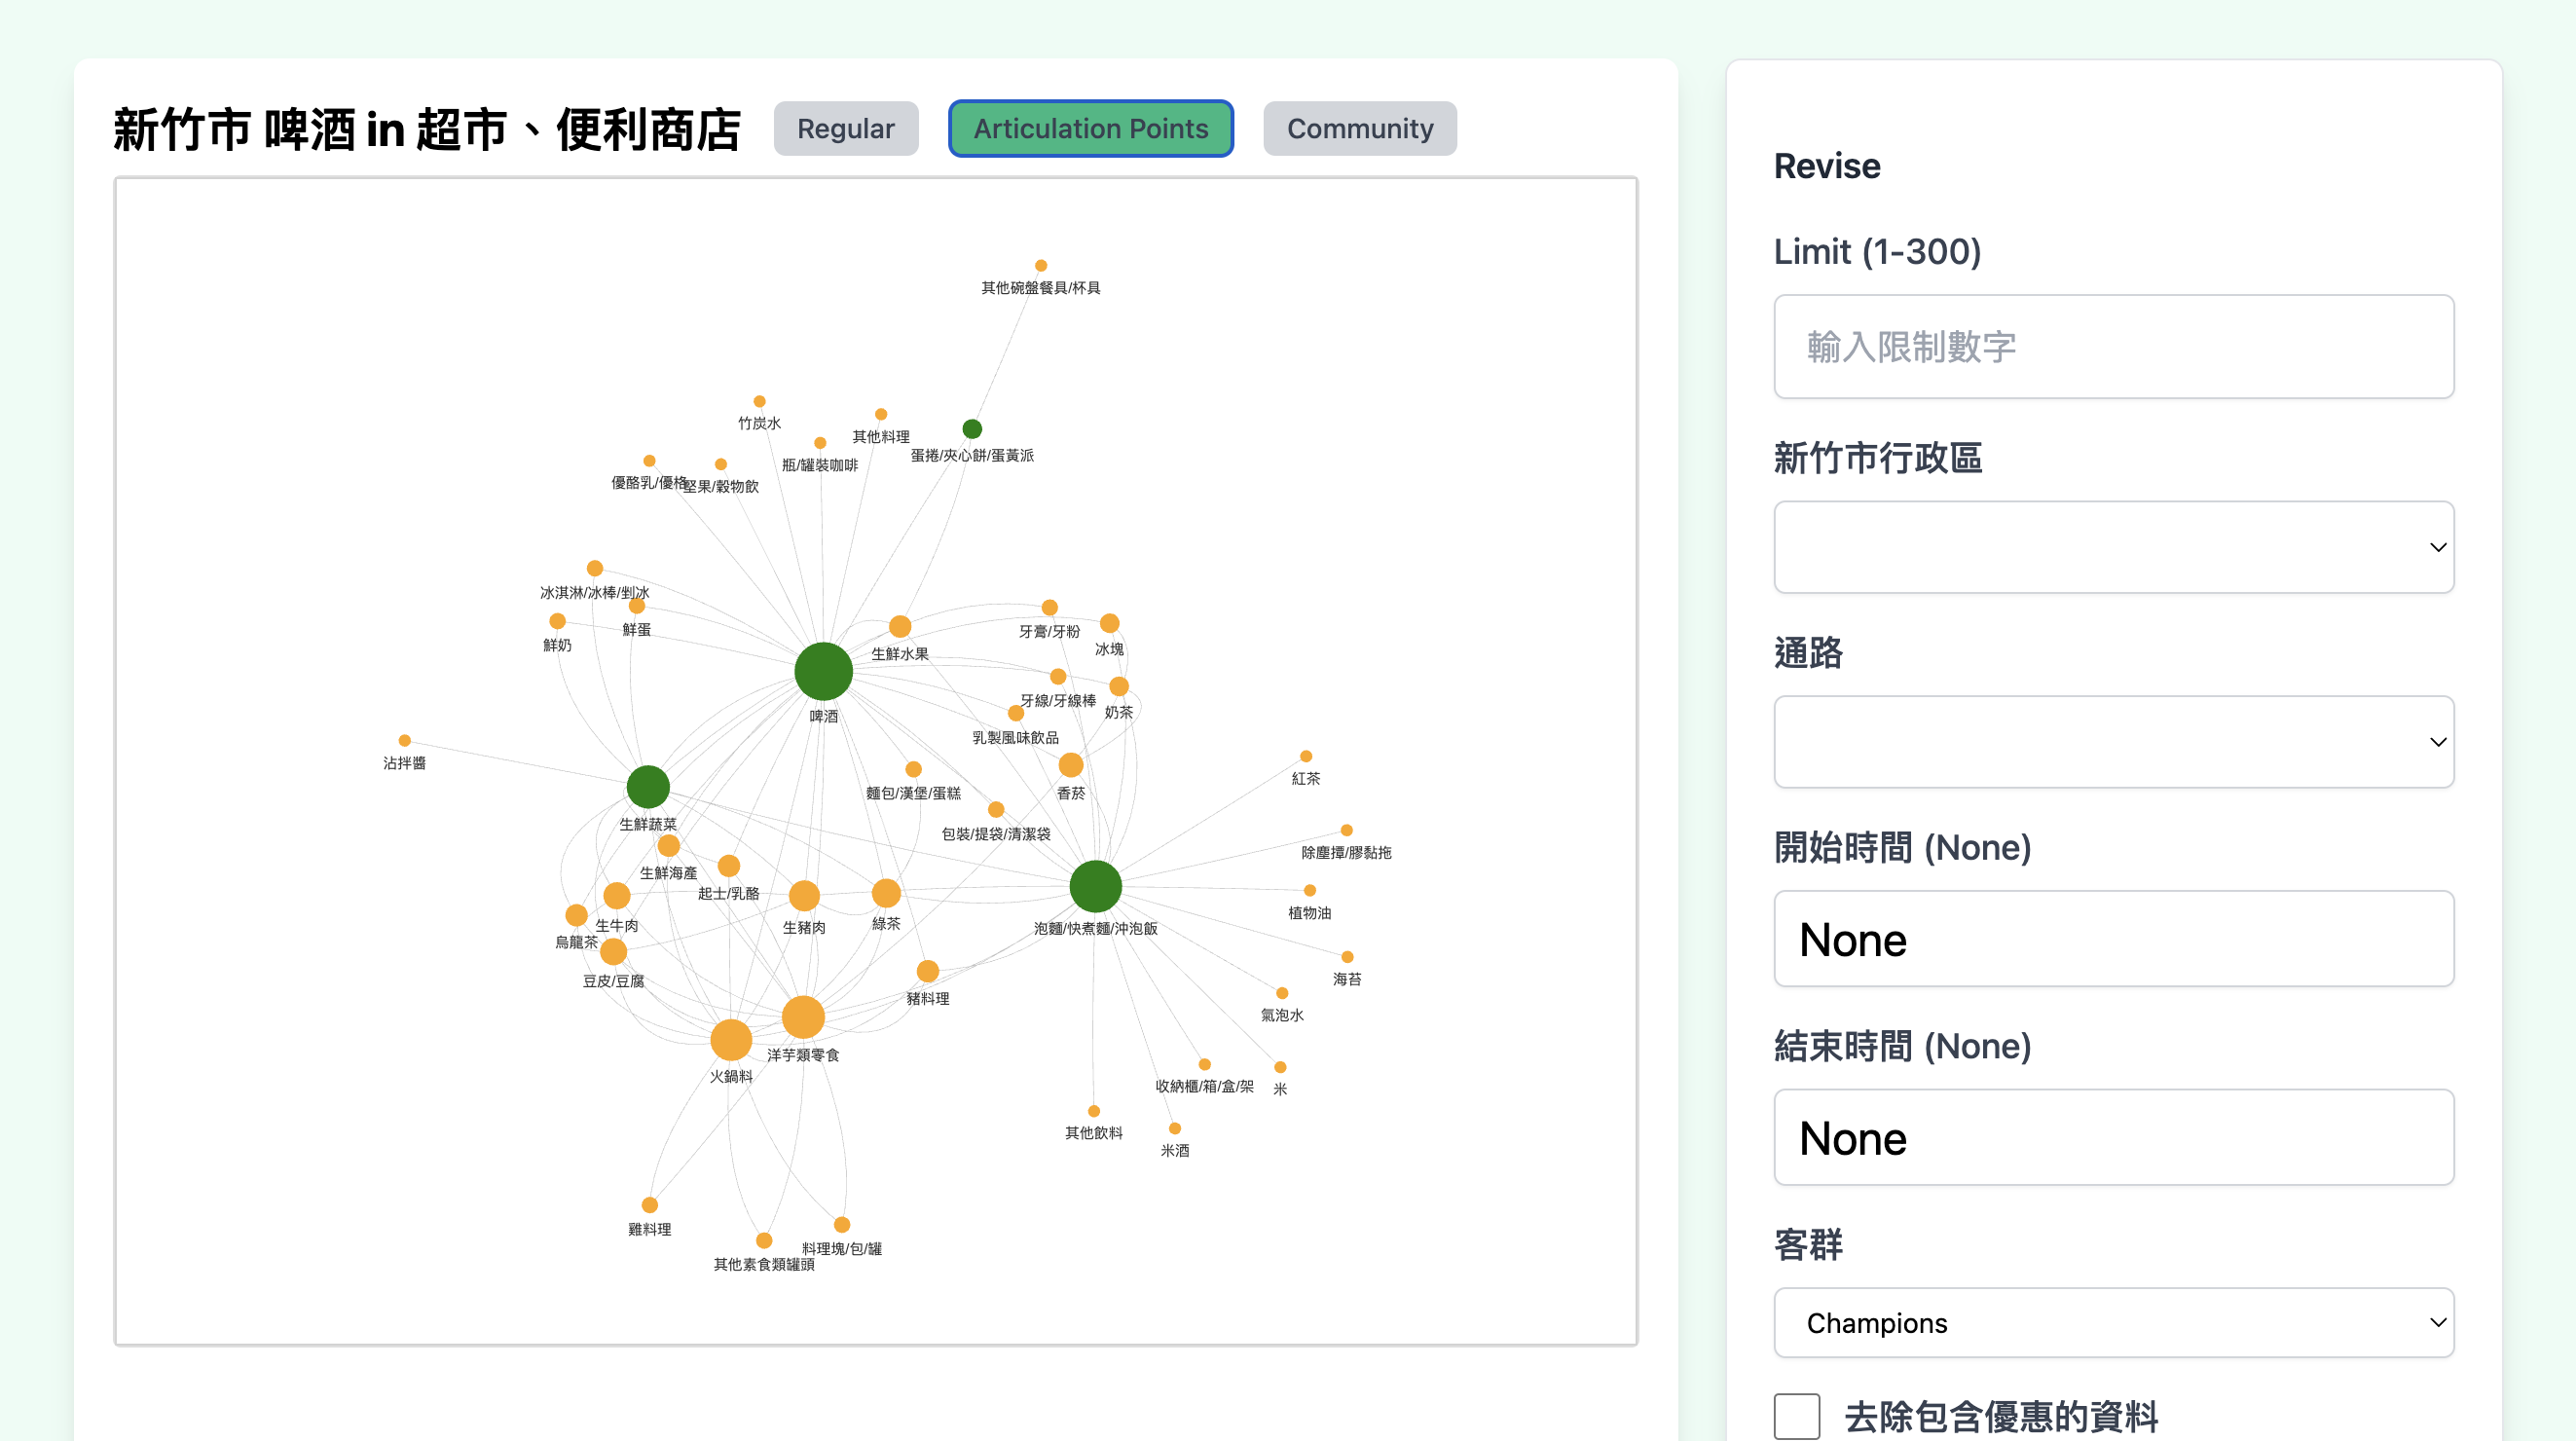 新竹市 啤酒 in 超市、便利商店
Regular
Articulation Points
Community
其他碗盤餐具/杯具
竹炭水
其他料理
瓶/罐裝咖啡
蛋捲/夾心餅/蛋黃派
優酪乳/優格
堅果/穀物飲
冰淇淋/冰棒/剉冰
鮮蛋
鮮奶
生鮮水果
牙膏/牙粉
冰塊
牙線/牙線棒
奶茶
啤酒
乳製風味飲品
沾拌醬
紅茶
麵包/漢堡/蛋糕
香菸
生鮮蔬菜
包裝/提袋/清潔袋
除塵撢/膠黏拖
生鮮海產
起士/乳酪
植物油
生牛肉
生豬肉
綠茶
泡麵/快煮麵/沖泡飯
烏龍茶
豆皮/豆腐
海苔
豬料理
氣泡水
洋芋類零食
火鍋料
收納櫃/箱/盒/架
米
其他飲料
米酒
雞料理
料理塊/包/罐
其他素食類罐頭
Revise
Limit (1-300)
輸入限制數字
新竹市行政區
通路
開始時間 (None)
None
結束時間 (None)
None
客群
Champions
去除包含優惠的資料